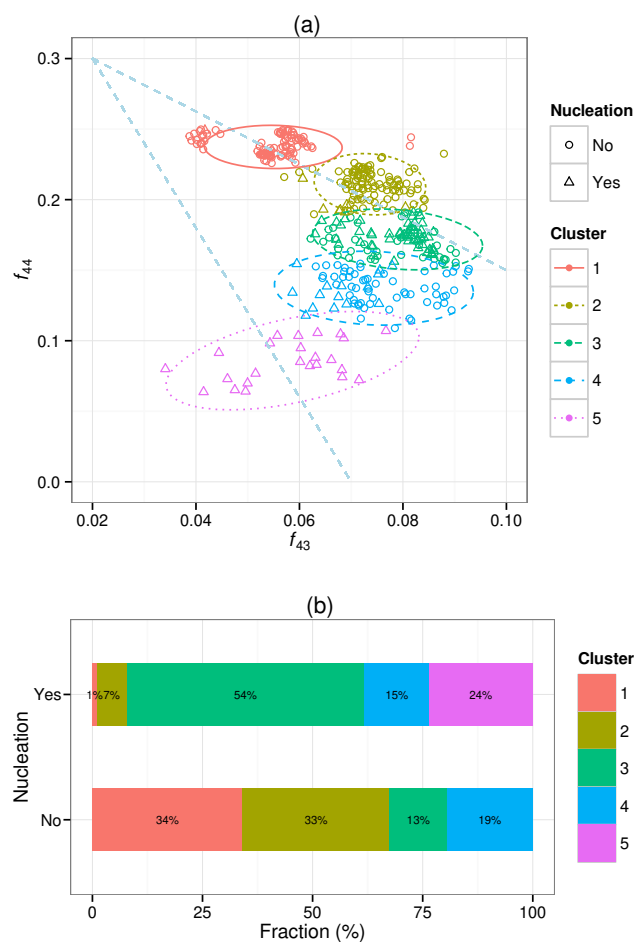 (a)
0.3
0.2
0.1
0.0
f44
0.02
0.04
0.06
0.08
0.10
f43
Nucleation
No
Yes
Cluster
1
2
3
4
5
(b)
Nucleation
Yes
1%
7%
54%
15%
24%
No
34%
33%
13%
19%
0
25
50
75
100
Fraction (%)
Cluster
1
2
3
4
5